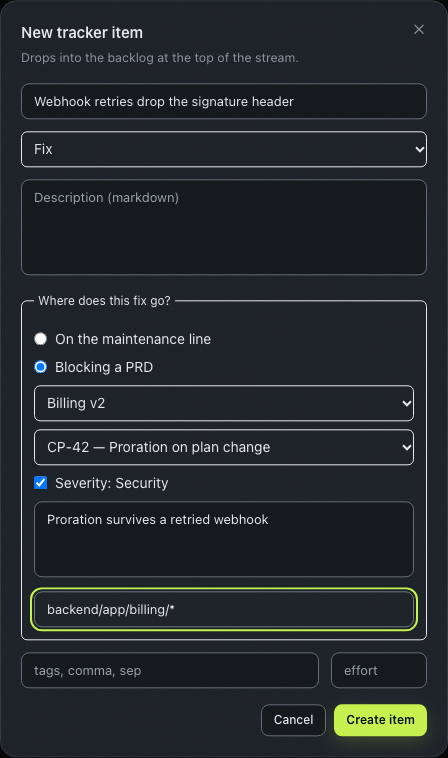 New tracker item
Drops into the backlog at the top of the stream.
Webhook retries drop the signature header
Fix
Description (markdown)
Where does this fix go?
On the maintenance line
Blocking a PRD
Billing v2
CP-42 — Proration on plan change
Severity: Security
Proration survives a retried webhook
backend/app/billing/*
tags, comma, sep
effort
Cancel
Create item